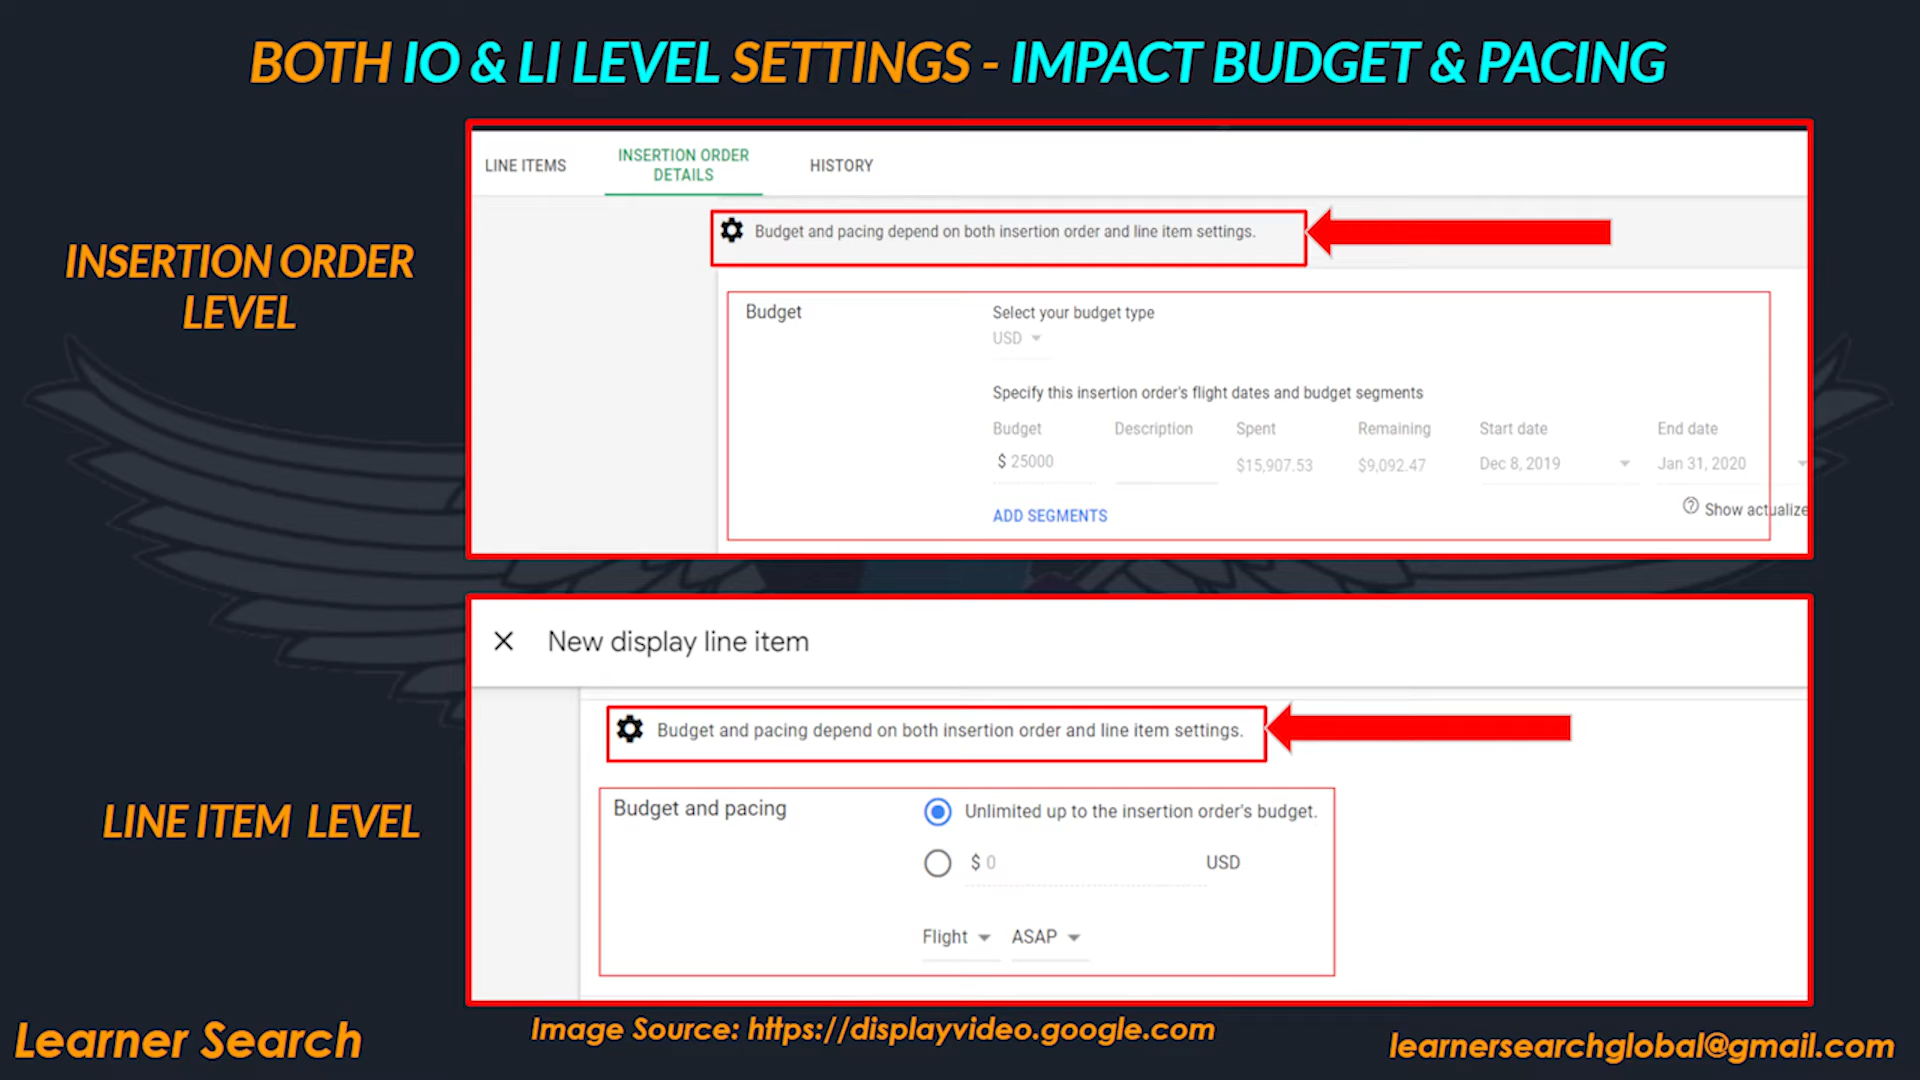 BOTH IO & LI LEVEL SETTINGS - IMPACT BUDGET & PACING
INSERTION ORDER
LEVEL
LINE ITEMS
INSERTION ORDER
DETAILS
HISTORY
Budget and pacing depend on both insertion order and line item settings.
Budget
Select your budget type
USD
Specify this insertion order's flight dates and budget segments
Budget Description Spent Remaining Start date End date
$ 25000 $15,907.53 $9,092.47 Dec 8, 2019 Jan 31, 2020
ADD SEGMENTS
Show actualize
LINE ITEM LEVEL
New display line item
Budget and pacing depend on both insertion order and line item settings.
Budget and pacing
Unlimited up to the insertion order's budget.
$ 0 USD
Flight ASAP
Learner Search
Image Source: https://displayvideo.google.com
learnersearchglobal@gmail.com